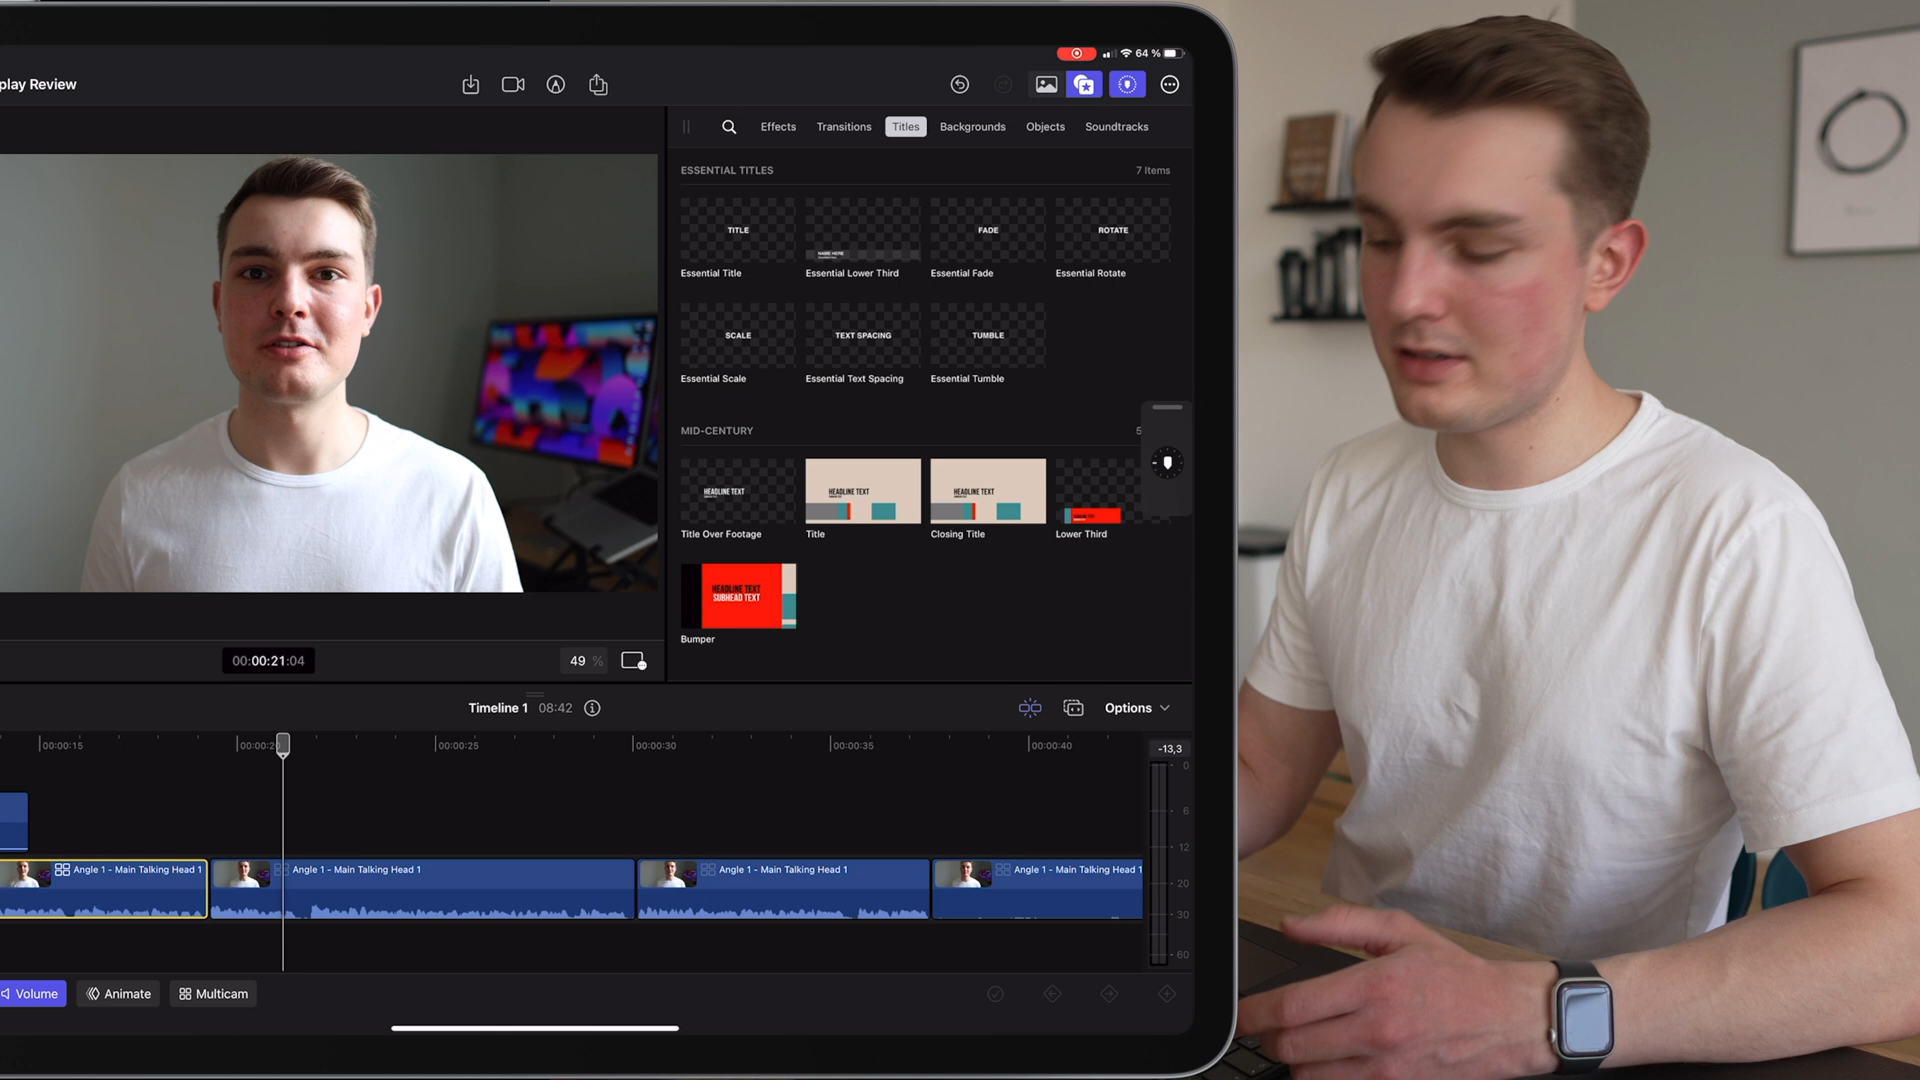 64 %
play Review
Effects
Transitions
Titles
Backgrounds
Objects
Soundtracks
ESSENTIAL TITLES
7 Items
TITLE
NAME HERE
FADE
ROTATE
Essential Title
Essential Lower Third
Essential Fade
Essential Rotate
SCALE
TEXT SPACING
TUMBLE
Essential Scale
Essential Text Spacing
Essential Tumble
MID-CENTURY
5
HEADLINE TEXT
HEADLINE TEXT
HEADLINE TEXT
Title Over Footage
Title
Closing Title
Lower Third
HEADLINE TEXT
SUBHEAD TEXT
Bumper
00:00:21:04
49 %
Timeline 1
08:42
Options
00:00:15
00:00:2
00:00:25
00:00:30
00:00:35
00:00:40
-13,3
0
6
12
20
30
60
Angle 1 - Main Talking Head 1
Angle 1 - Main Talking Head 1
Angle 1 - Main Talking Head 1
Angle 1 - Main Talking Head 1
Volume
Animate
Multicam